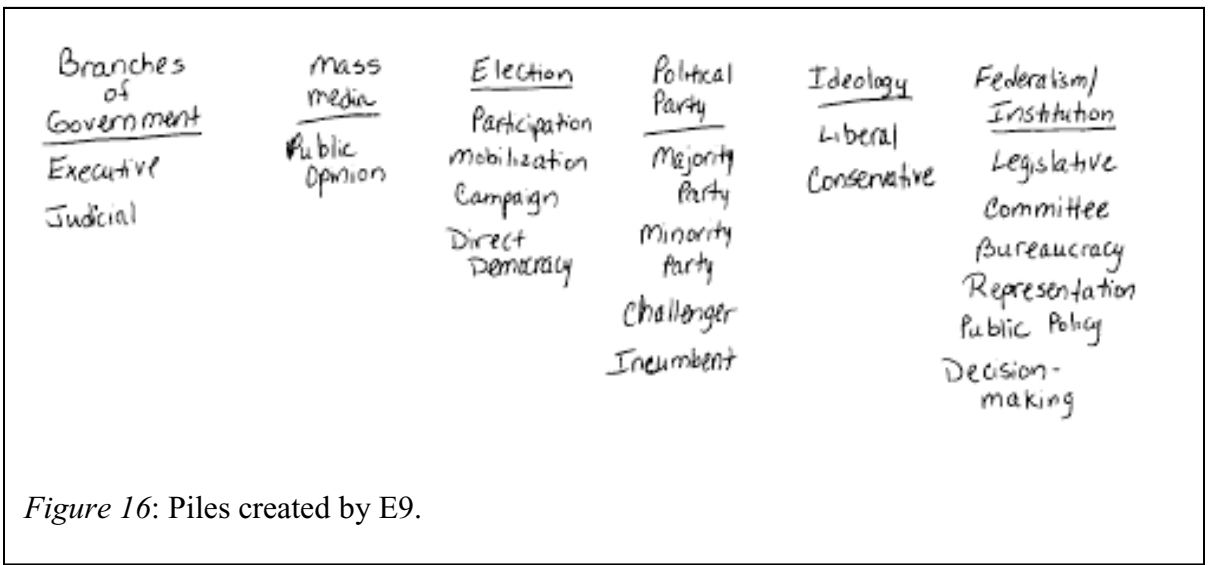 Branches
of
Government
Executive
Judicial
mass
media
Public
Opinion
Election
Participation
Mobilization
Campaign
Direct
Democracy
Political
Party
Majority
Party
Minority
Party
Challenger
Incumbent
Ideology
Liberal
Conservative
Federalism/
Institution
Legislative
Committee
Bureaucracy
Representation
Public Policy
Decision-
making
Figure 16: Piles created by E9.